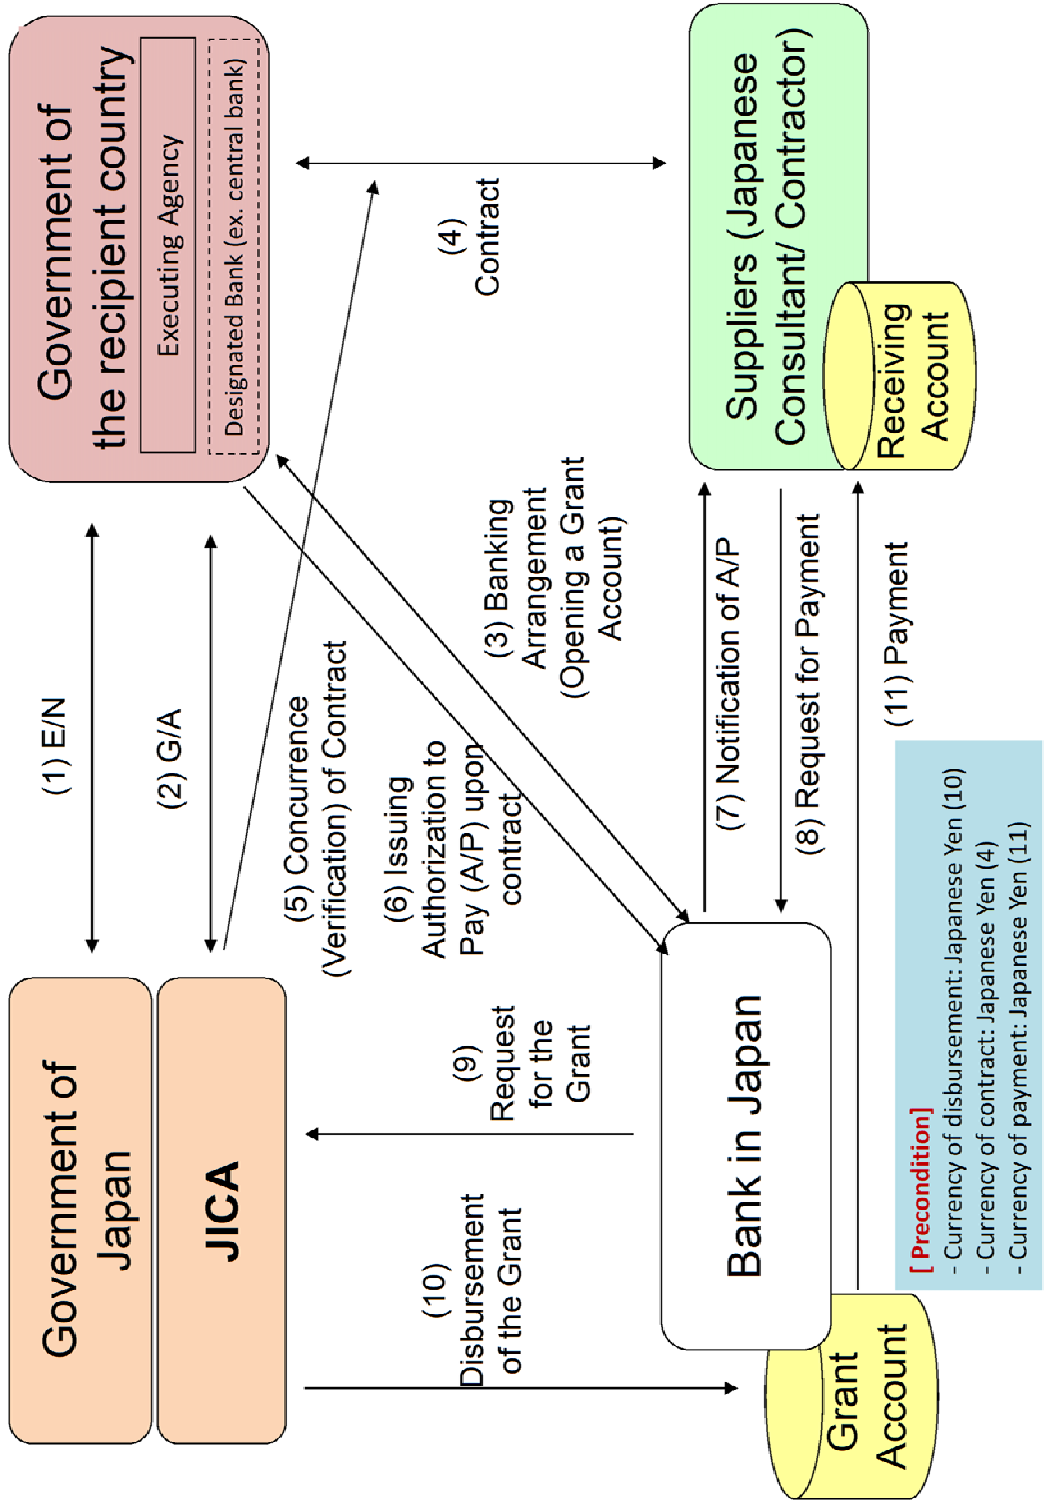 Government of
Japan
JICA
(1) E/N
(2) G/A
Government of
the recipient country
Executing Agency
Designated Bank (ex. central bank)
(5) Concurrence
(Verification) of Contract
(6) Issuing
Authorization to
Pay (A/P) upon
contract
(3) Banking
Arrangement
(Opening a Grant
Account)
(4)
Contract
(10)
Disbursement
of the Grant
(9)
Request
for the
Grant
Bank in Japan
Grant
Account
(7) Notification of A/P
(8) Request for Payment
(11) Payment
Suppliers (Japanese
Consultant/ Contractor)
Receiving
Account
[ Precondition]
- Currency of disbursement: Japanese Yen (10)
- Currency of contract: Japanese Yen (4)
- Currency of payment: Japanese Yen (11)